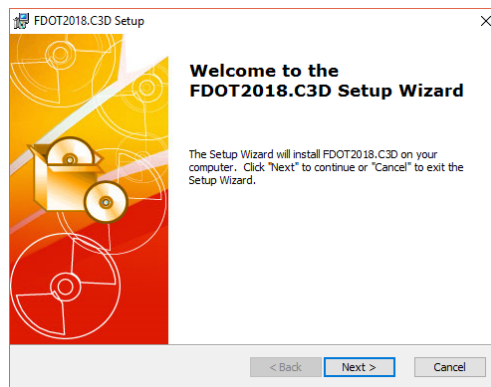 FDOT2018.C3D Setup
Welcome to the
FDOT2018.C3D Setup Wizard
The Setup Wizard will install FDOT2018.C3D on your
computer. Click "Next" to continue or "Cancel" to exit the
Setup Wizard.
< Back Next > Cancel